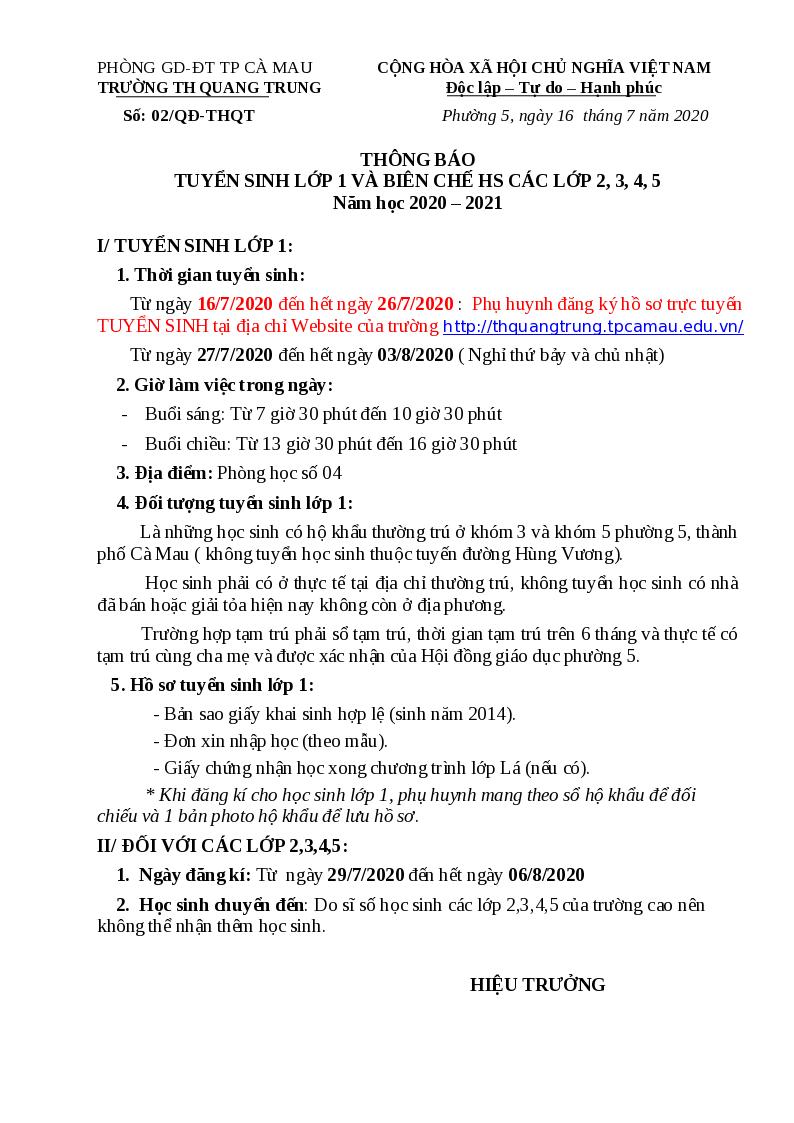 PHÒNG GD-ĐT TP CÀ MAU
CỘNG HÒA XÃ HỘI CHỦ NGHĨA VIỆT NAM
TRƯỜNG TH QUANG TRUNG
Độc lập – Tự do – Hạnh phúc
Số: 02/QĐ-THQT
Phường 5, ngày 16 tháng 7 năm 2020
THÔNG BÁO
TUYỂN SINH LỚP 1 VÀ BIÊN CHẾ HS CÁC LỚP 2, 3, 4, 5
Năm học 2020 – 2021
I/ TUYỂN SINH LỚP 1:
1. Thời gian tuyển sinh:
Từ ngày 16/7/2020 đến hết ngày 26/7/2020 : Phụ huynh đăng ký hồ sơ trực tuyến
TUYỂN SINH tại địa chỉ Website của trường http://thquangtrung.tpcamau.edu.vn/
Từ ngày 27/7/2020 đến hết ngày 03/8/2020 ( Nghỉ thứ bảy và chủ nhật)
2. Giờ làm việc trong ngày:
- Buổi sáng: Từ 7 giờ 30 phút đến 10 giờ 30 phút
- Buổi chiều: Từ 13 giờ 30 phút đến 16 giờ 30 phút
3. Địa điểm: Phòng học số 04
4. Đối tượng tuyển sinh lớp 1:
Là những học sinh có hộ khẩu thường trú ở khóm 3 và khóm 5 phường 5, thành
phố Cà Mau ( không tuyển học sinh thuộc tuyến đường Hùng Vương).
Học sinh phải có ở thực tế tại địa chỉ thường trú, không tuyển học sinh có nhà
đã bán hoặc giải tỏa hiện nay không còn ở địa phương.
Trường hợp tạm trú phải sổ tạm trú, thời gian tạm trú trên 6 tháng và thực tế có
tạm trú cùng cha mẹ và được xác nhận của Hội đồng giáo dục phường 5.
5. Hồ sơ tuyển sinh lớp 1:
- Bản sao giấy khai sinh hợp lệ (sinh năm 2014).
- Đơn xin nhập học (theo mẫu).
- Giấy chứng nhận học xong chương trình lớp Lá (nếu có).
* Khi đăng kí cho học sinh lớp 1, phụ huynh mang theo sổ hộ khẩu để đối
chiếu và 1 bản photo hộ khẩu để lưu hồ sơ.
II/ ĐỐI VỚI CÁC LỚP 2,3,4,5:
1. Ngày đăng kí: Từ ngày 29/7/2020 đến hết ngày 06/8/2020
2. Học sinh chuyển đến: Do sĩ số học sinh các lớp 2,3,4,5 của trường cao nên
không thể nhận thêm học sinh.
HIỆU TRƯỞNG